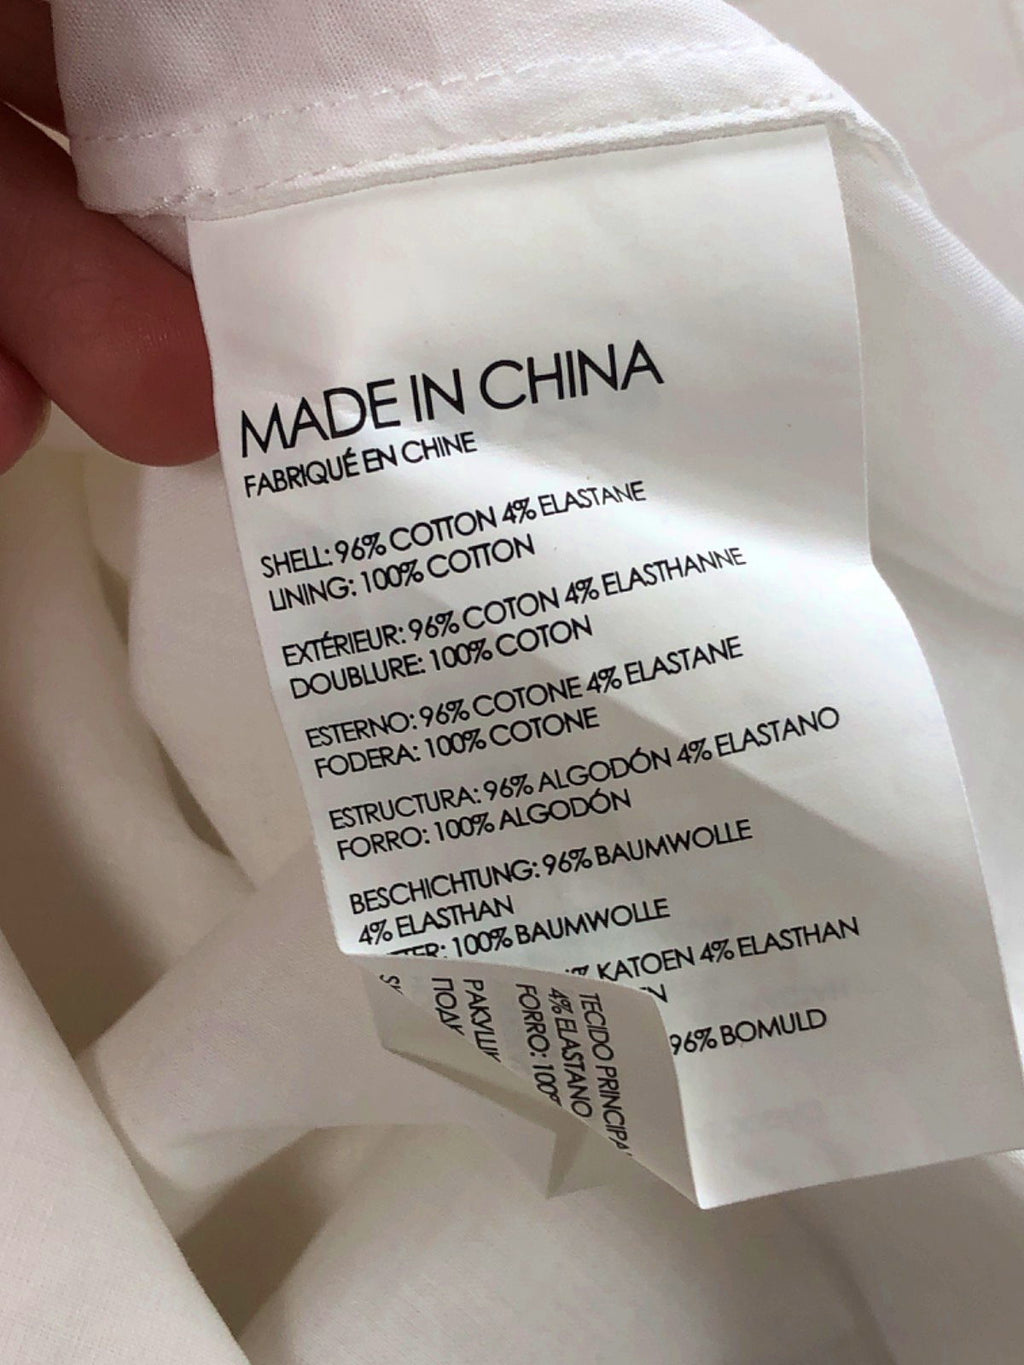 MADE IN CHINA
FABRIQUÉ EN CHINE
SHELL: 96% COTTON 4% ELASTANE
LINING: 100% COTTON
EXTÉRIEUR: 96% COTON 4% ELASTHANNE
DOUBLURE: 100% COTON
ESTERNO: 96% COTONE 4% ELASTANE
FODERA: 100% COTONE
ESTRUCTURA: 96% ALGODÓN 4% ELASTANO
FORRO: 100% ALGODÓN
BESCHICHTUNG: 96% BAUMWOLLE
4% ELASTHAN
100% BAUMWOLLE
KATOEN 4% ELASTHAN
96% BOMULD
TECIDO
4% ELASTANO
FORRO: